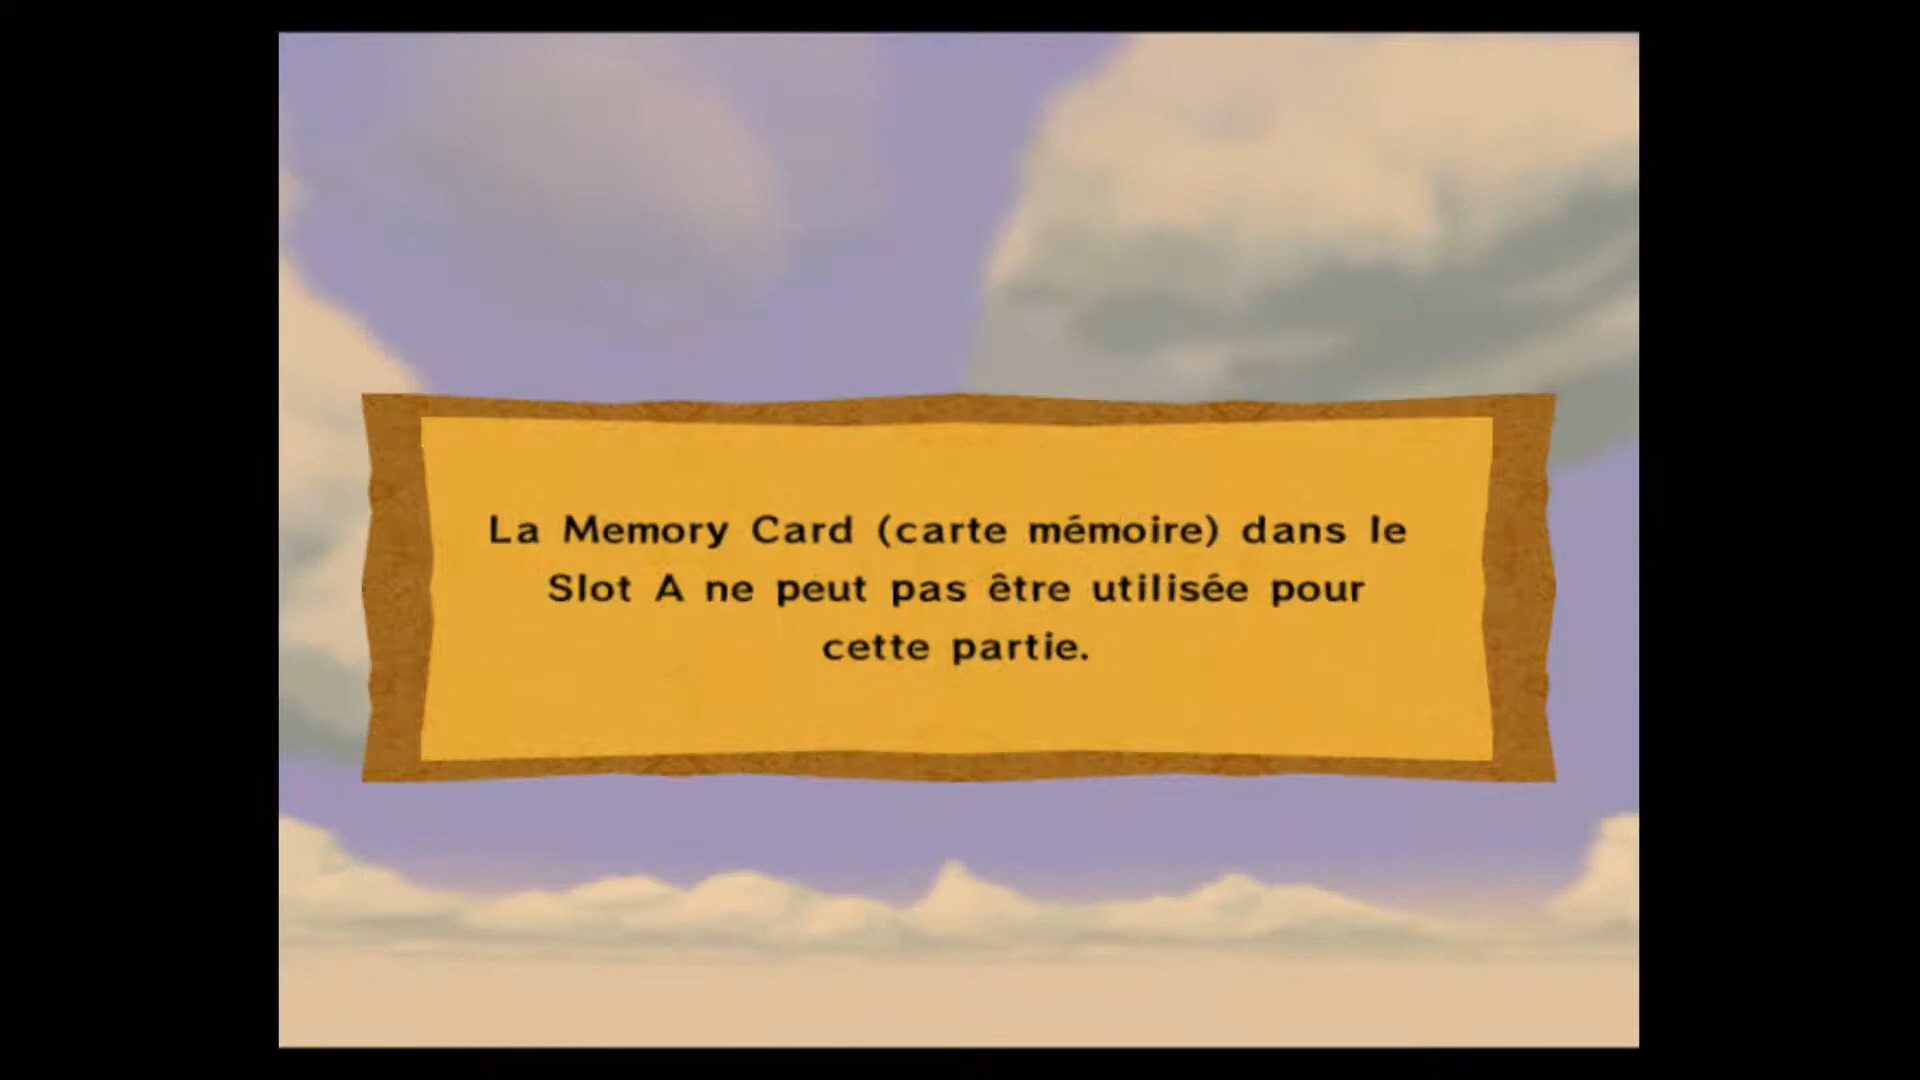 La Memory Card (carte mémoire) dans le
Slot A ne peut pas être utilisée pour
cette partie.